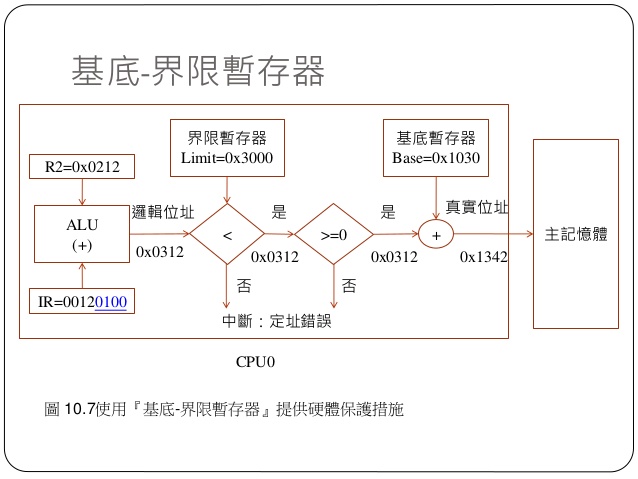 基底-界限暫存器
界限暫存器
Limit=0x3000
基底暫存器
Base=0x1030
R2=0x0212
ALU
(+)
邏輯位址
0x0312
<
是
0x0312
>=0
是
0x0312
+
真實位址
0x1342
主記憶體
IR=00120100
否
否
中斷：定址錯誤
CPU0
圖 10.7使用『基底-界限暫存器』提供硬體保護措施